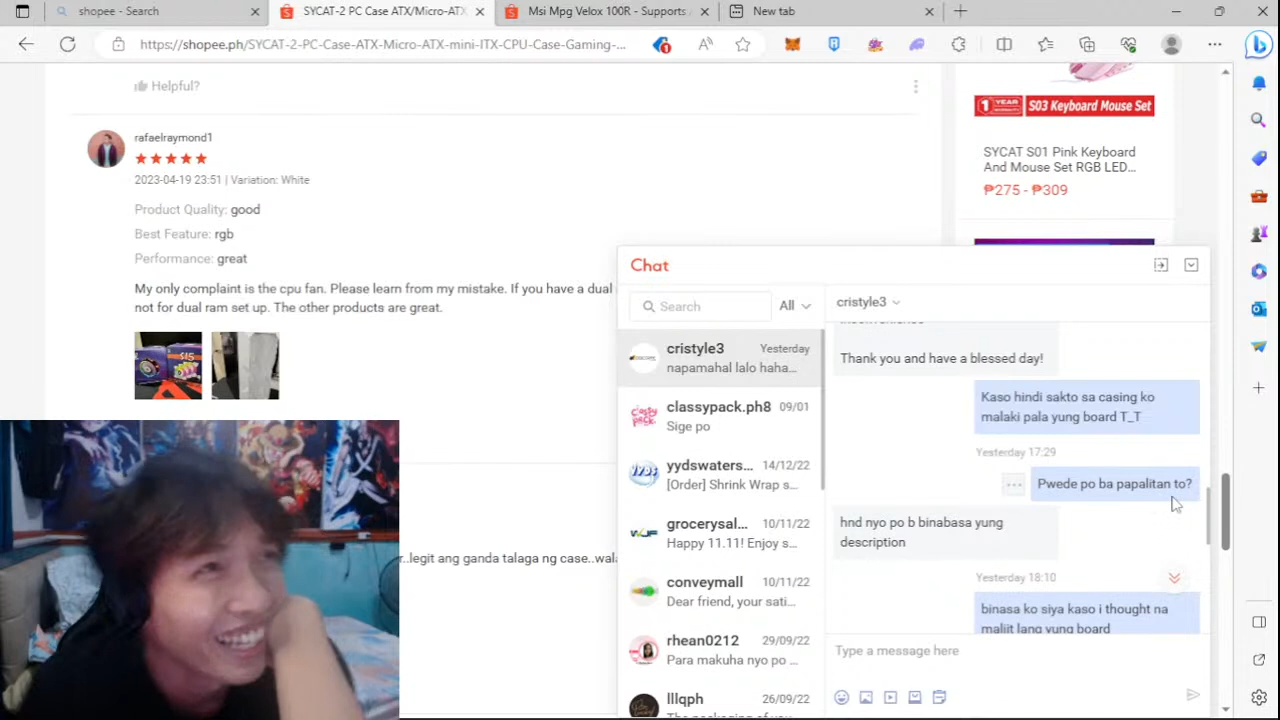 shopee - Search
SYCAT-2 PC Case ATX/Micro-ATX
Msi Mpg Velox 100R - Supports
New tab
https://shopee.ph/SYCAT-2-PC-Case-ATX-Micro-ATX-mini-ITX-CPU-Case-Gaming-...
1
Helpful?
rafaelraymond1
2023-04-19 23:51 | Variation: White
Product Quality: good
Best Feature: rgb
Performance: great
My only complaint is the cpu fan. Please learn from my mistake. If you have a dual
not for dual ram set up. The other products are great.
$15
r..legit ang ganda talaga ng case..wala
1 YEAR WARRANTY S03 Keyboard Mouse Set
SYCAT S01 Pink Keyboard
And Mouse Set RGB LED...
₱275 - ₱309
Chat
Search
All
cristyle3
Yesterday
napamahal lalo haha...
classypack.ph8
09/01
Sige po
yydswaters...
14/12/22
[Order] Shrink Wrap s...
grocerysal...
10/11/22
Happy 11.11! Enjoy s...
conveymall
10/11/22
Dear friend, your sati...
rhean0212
29/09/22
Para makuha nyo po ...
lllqph
26/09/22
cristyle3
Thank you and have a blessed day!
Kaso hindi sakto sa casing ko
malaki pala yung board T_T
Yesterday 17:29
Pwede po ba papalitan to?
hnd nyo po b binabasa yung
description
Yesterday 18:10
binasa ko siya kaso i thought na
maliit lang yung board
Type a message here